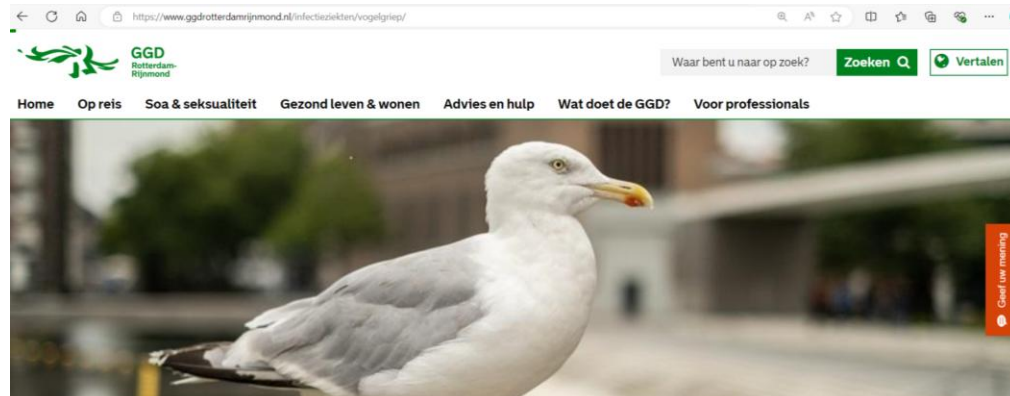 https://www.ggdrotterdamrijnmond.nl/infectieziekten/vogelgriep/
GGD
Rotterdam-
Rijnmond
Waar bent u naar op zoek?
Zoeken
Vertalen
Home Op reis Soa & seksualiteit Gezond leven & wonen Advies en hulp Wat doet de GGD? Voor professionals
Geef uw mening